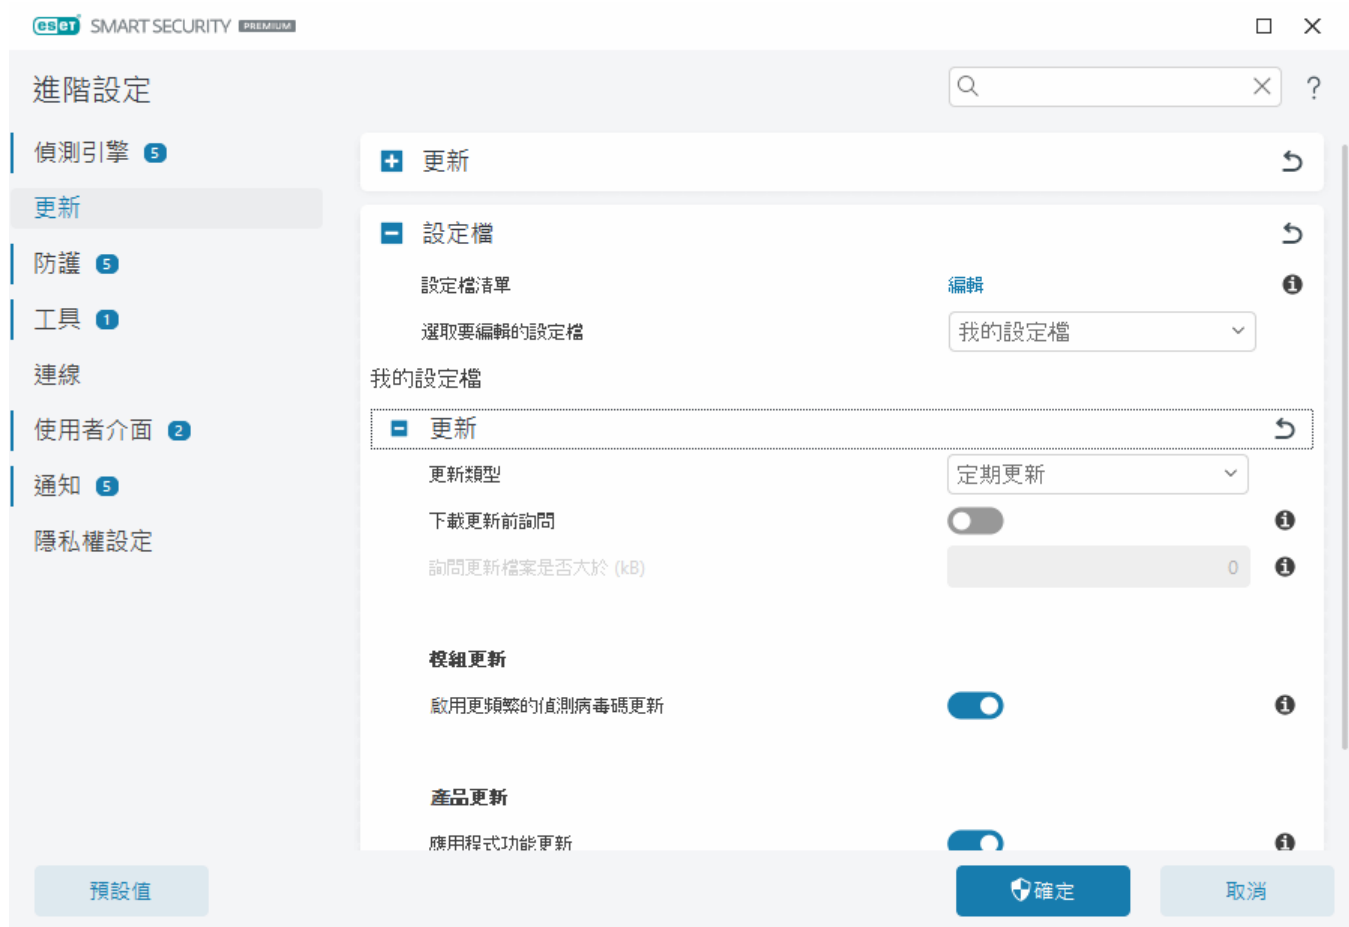 eseT SMART SECURITY PREMIUM
進階設定
?
偵測引擎 5
更新
防護 5
工具 1
連線
使用者介面 2
通知 5
隱私權設定
更新
設定檔
設定檔清單 編輯
選取要編輯的設定檔 我的設定檔
我的設定檔
更新
更新類型 定期更新
下載更新前詢問
詢問更新檔案是否大於 (kB) 0
模組更新
啟用更頻繁的偵測病毒碼更新
產品更新
應用程式功能更新
預設值 確定 取消